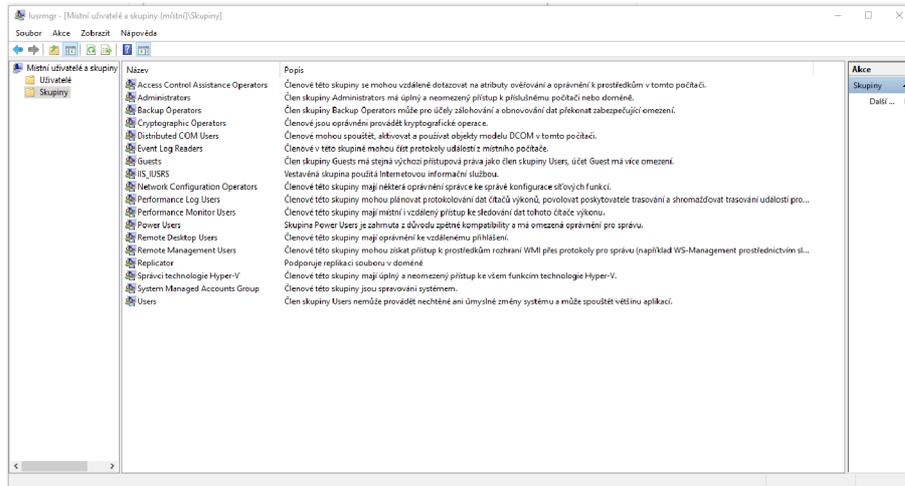 lusrmgr - [Místní uživatelé a skupiny (místní)\Skupiny]
Soubor Akce Zobrazit Nápověda
Místní uživatelé a skupiny
Uživatelé
Skupiny
Název Popis
Access Control Assistance Operators Členové této skupiny se mohou vzdáleně dotazovat na atributy ověřování a oprávnění k prostředkům v tomto počítači.
Administrators Člen skupiny Administrators má úplný a neomezený přístup k příslušnému počítači nebo doméně.
Backup Operators Člen skupiny Backup Operators může pro účely zálohování a obnovování dat překonat zabezpečující omezení.
Cryptographic Operators Členové jsou oprávněni provádět kryptografické operace.
Distributed COM Users Členové mohou spouštět, aktivovat a používat objekty modelu DCOM v tomto počítači.
Event Log Readers Členové v této skupině mohou číst protokoly událostí z místního počítače.
Guests Člen skupiny Guests má stejná výchozí přístupová práva jako člen skupiny Users, účet Guest má více omezení.
IIS_IUSRS Vestavěná skupina použitá Internetovou informační službou.
Network Configuration Operators Členové této skupiny mají některá oprávnění správce ke správě konfigurace síťových funkcí.
Performance Log Users Členové této skupiny mohou plánovat protokolování dat čítačů výkonů, povolovat poskytovatele trasování a shromažďovat trasování událostí pro...
Performance Monitor Users Členové této skupiny mají místní i vzdálený přístup ke sledování dat tohoto čítače výkonu.
Power Users Skupina Power Users je zahrnuta z důvodu zpětné kompatibility a má omezená oprávnění pro správu.
Remote Desktop Users Členové této skupiny mají oprávnění ke vzdálenému přihlášení.
Remote Management Users Členové této skupiny mohou získat přístup k prostředkům rozhraní WMI přes protokoly pro správu (například WS-Management prostřednictvím sl...
Replicator Podporuje replikaci souboru v doméně
Správci technologie Hyper-V Členové této skupiny mají úplný a neomezený přístup ke všem funkcím technologie Hyper-V.
System Managed Accounts Group Členové této skupiny jsou spravováni systémem.
Users Člen skupiny Users nemůže provádět nechtěné ani úmyslné změny systému a může spouštět většinu aplikací.
Akce
Skupiny
Další ...